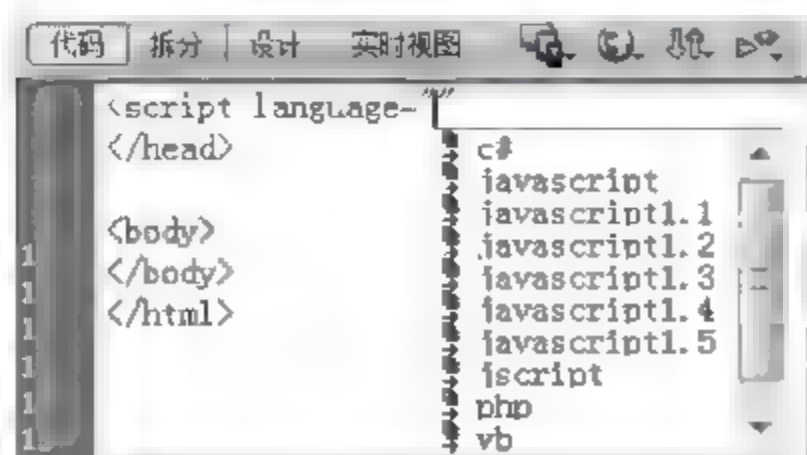 代码 拆分 设计 实时视图
<script language=""
</head>
c#
javascript
javascript1.1
<body>
javascript1.2
</body>
javascript1.3
</html>
javascript1.4
javascript1.5
jscript
php
vb